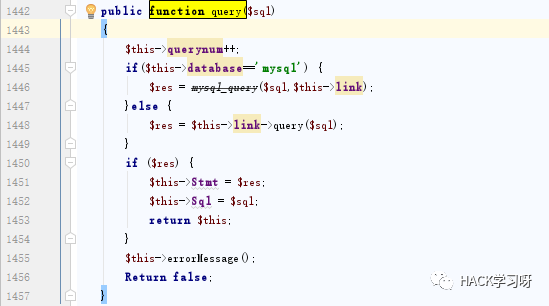 1442 public function query($sql)
1443 {
1444 $this->querynum++;
1445 if($this->database=='mysql') {
1446 $res = mysql_query($sql,$this->link);
1447 }else {
1448 $res = $this->link->query($sql);
1449 }
1450 if ($res) {
1451 $this->Stmt = $res;
1452 $this->Sql = $sql;
1453 return $this;
1454 }
1455 $this->errorMessage();
1456 Return false;
1457 }
HACK学习呀